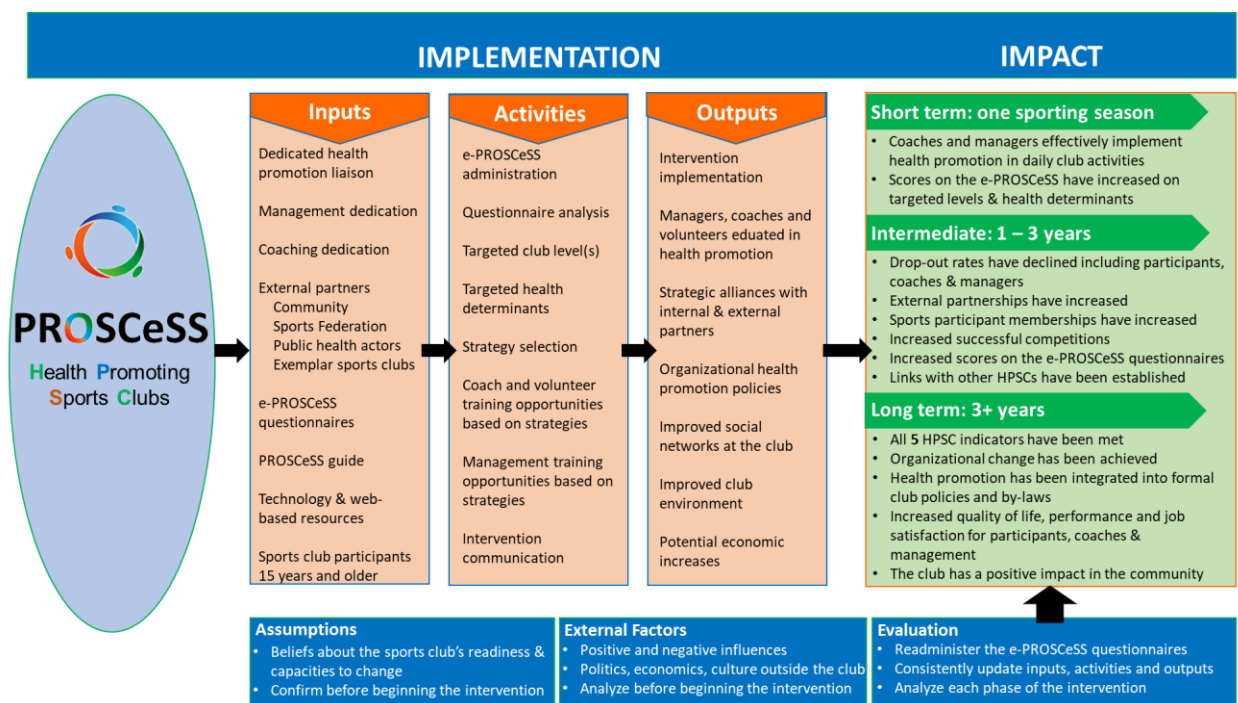 IMPLEMENTATION
IMPACT
PROSCeSS
Health Promoting
Sports Clubs
Inputs
Dedicated health
promotion liaison
Management dedication
Coaching dedication
External partners
Community
Sports Federation
Public health actors
Exemplar sports clubs
e-PROSCeSS
questionnaires
PROSCeSS guide
Technology & web-
based resources
Sports club participants
15 years and older
Activities
e-PROSCeSS
administration
Questionnaire analysis
Targeted club level(s)
Targeted health
determinants
Strategy selection
Coach and volunteer
training opportunities
based on strategies
Management training
opportunities based on
strategies
Intervention
communication
Outputs
Intervention
implementation
Managers, coaches and
volunteers eduated in
health promotion
Strategic alliances with
internal & external
partners
Organizational health
promotion policies
Improved social
networks at the club
Improved club
environment
Potential economic
increases
Short term: one sporting season
• Coaches and managers effectively implement
health promotion in daily club activities
• Scores on the e-PROSCeSS have increased on
targeted levels & health determinants
Intermediate: 1 – 3 years
• Drop-out rates have declined including participants,
coaches & managers
• External partnerships have increased
• Sports participant memberships have increased
• Increased successful competitions
• Increased scores on the e-PROSCeSS questionnaires
• Links with other HPSCs have been established
Long term: 3+ years
• All 5 HPSC indicators have been met
• Organizational change has been achieved
• Health promotion has been integrated into formal
club policies and by-laws
• Increased quality of life, performance and job
satisfaction for participants, coaches &
management
• The club has a positive impact in the community
Assumptions
• Beliefs about the sports club's readiness &
capacities to change
• Confirm before beginning the intervention
External Factors
• Positive and negative influences
• Politics, economics, culture outside the club
• Analyze before beginning the intervention
Evaluation
• Readminister the e-PROSCeSS questionnaires
• Consistently update inputs, activities and outputs
• Analyze each phase of the intervention